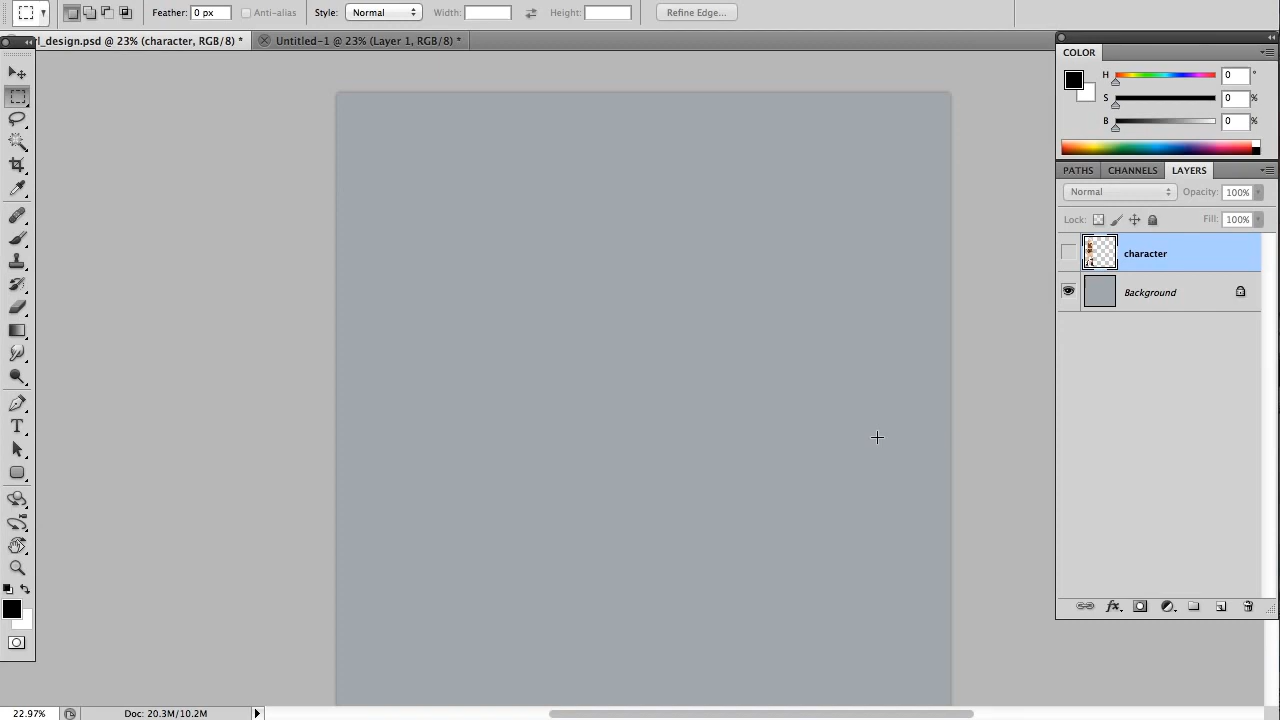 Feather: 0 px Anti-alias Style: Normal Width: Height: Refine Edge...
rl_design.psd @ 23% (character, RGB/8) * Untitled-1 @ 23% (Layer 1, RGB/8) *
COLOR
H 0 °
S 0 %
B 0 %
PATHS CHANNELS LAYERS
Normal Opacity: 100%
Lock: Fill: 100%
character
Background
22.97% Doc: 20.3M/10.2M